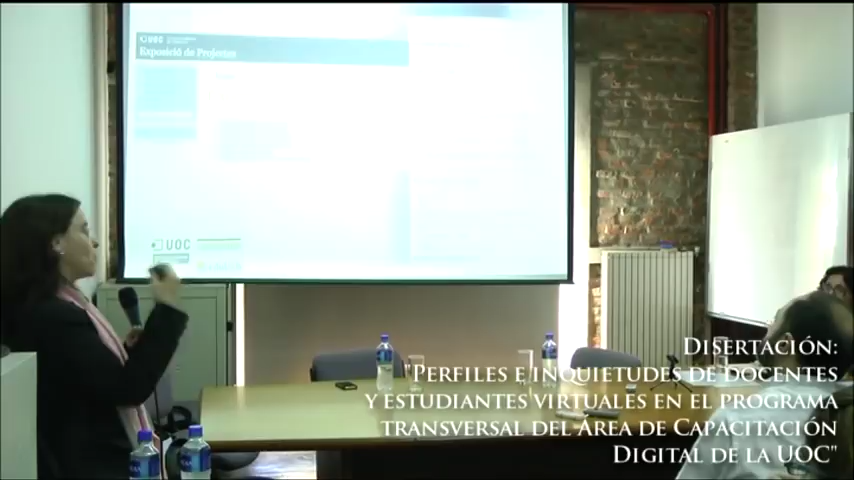 UOC
Exposició de Projectes
UOC
Disertación:
"Perfiles e inquietudes de docentes
y estudiantes virtuales en el programa
transversal del Área de Capacitación
Digital de la UOC"